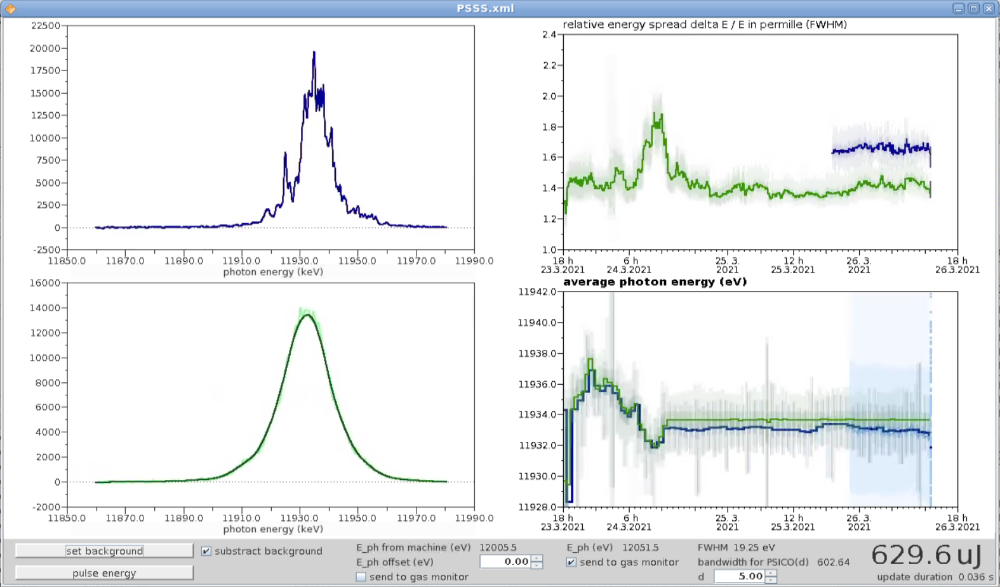 PSSS.xml
22500
20000
17500
15000
12500
10000
7500
5000
2500
0
-2500
11850.0 11870.0 11890.0 11910.0 11930.0 11950.0 11970.0 11990.0
photon energy (keV)
relative energy spread delta E / E in permille (FWHM)
2.4
2.2
2.0
1.8
1.6
1.4
1.2
1.0
18 h 6 h 25. 3. 12 h 26. 3. 18 h
23.3.2021 24.3.2021 2021 25.3.2021 2021 26.3.2021
16000
14000
12000
10000
8000
6000
4000
2000
0
-2000
11850.0 11870.0 11890.0 11910.0 11930.0 11950.0 11970.0 11990.0
photon energy (keV)
average photon energy (eV)
11942.0
11940.0
11938.0
11936.0
11934.0
11932.0
11930.0
11928.0
18 h 6 h 25. 3. 12 h 26. 3. 18 h
23.3.2021 24.3.2021 2021 25.3.2021 2021 26.3.2021
set background
substract background
pulse energy
E_ph from machine (eV) 12005.5
E_ph offset (eV) 0.00
send to gas monitor
E_ph (eV) 12051.5
send to gas monitor
FWHM 19.25 eV
bandwidth for PSICO(d) 602.64
d 5.00
629.6 uJ
update duration 0.036 s